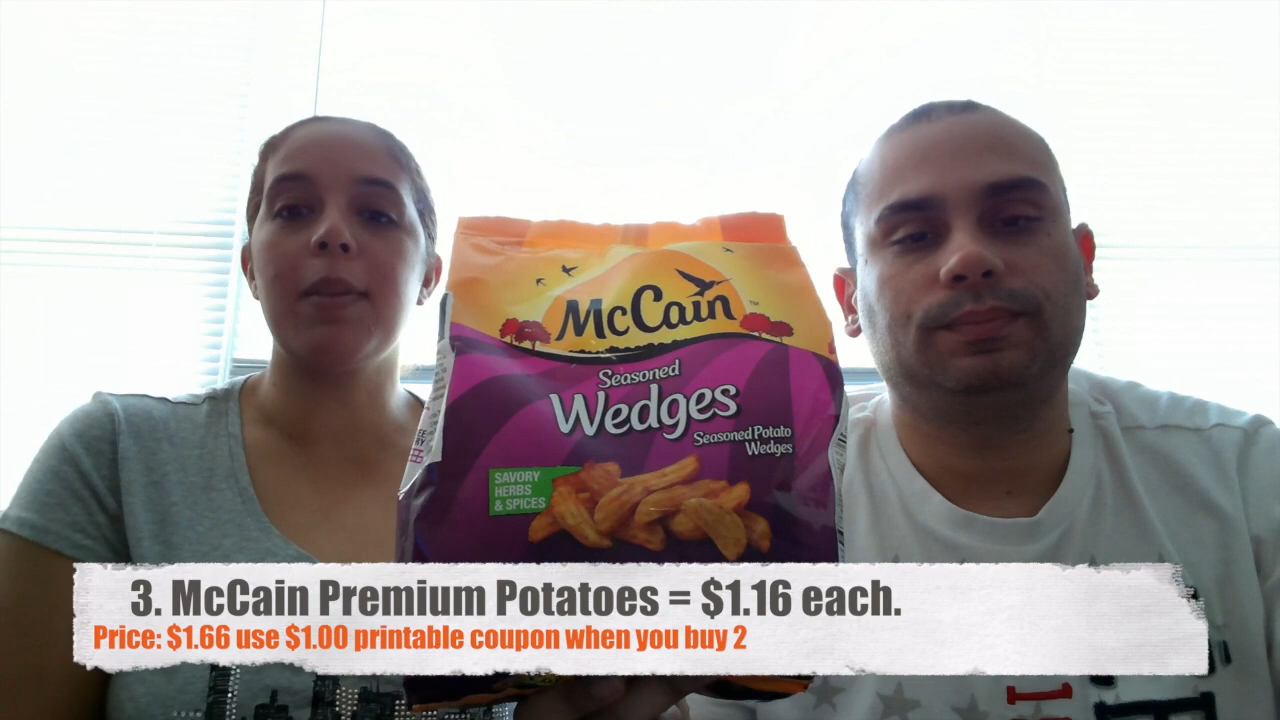 McCain™
Seasoned
Wedges
Seasoned Potato
Wedges
SAVORY
HERBS
& SPICES
3. McCain Premium Potatoes = $1.16 each.
Price: $1.66 use $1.00 printable coupon when you buy 2